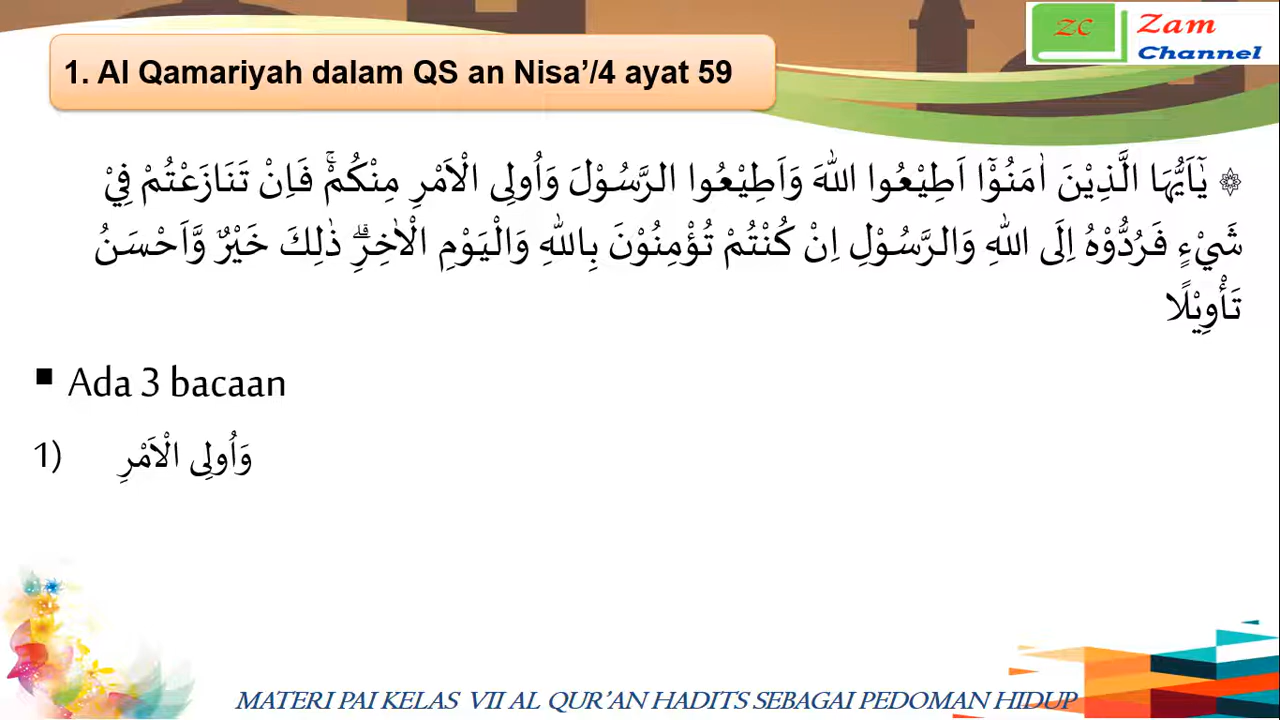 ZC Zam
Channel
1. Al Qamariyah dalam QS an Nisa’/4 ayat 59
۞ يٰٓاَيُّهَا الَّذِيْنَ اٰمَنُوْٓا اَطِيْعُوا اللّٰهَ وَاَطِيْعُوا الرَّسُوْلَ وَاُولِى الْاَمْرِ مِنْكُمْۚ فَاِنْ تَنَازَعْتُمْ فِيْ
شَيْءٍ فَرُدُّوْهُ اِلَى اللّٰهِ وَالرَّسُوْلِ اِنْ كُنْتُمْ تُؤْمِنُوْنَ بِاللّٰهِ وَالْيَوْمِ الْاٰخِرِۗ ذٰلِكَ خَيْرٌ وَّاَحْسَنُ
تَأْوِيْلًا
▪ Ada 3 bacaan
1) وَاُولِى الْاَمْرِ
MATERI PAI KELAS VII AL QUR’AN HADITS SEBAGAI PEDOMAN HIDUP